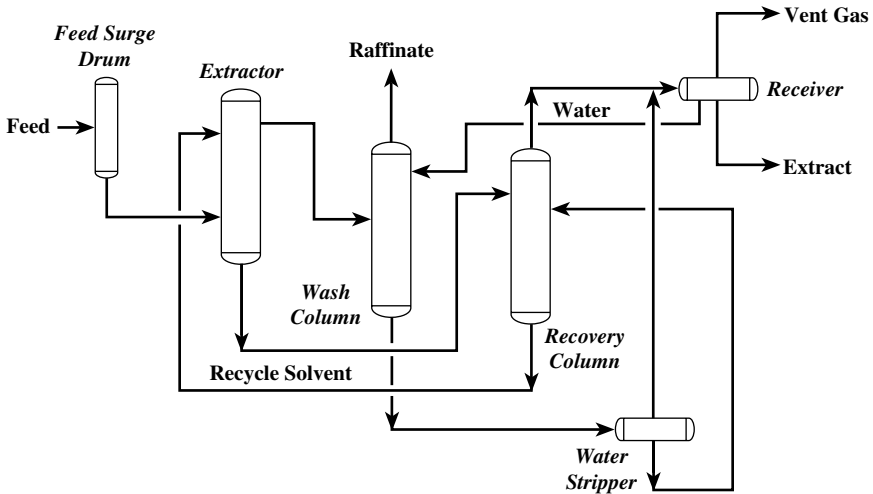 Vent Gas
Feed Surge
Drum
Raffinate
Extractor
Receiver
Water
Feed
Extract
Wash
Column
Recovery
Column
Recycle Solvent
Water
Stripper